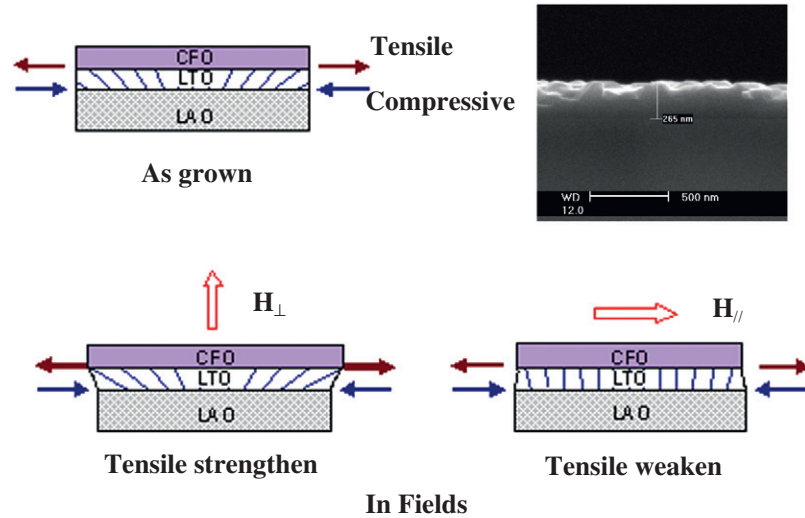 CFO
LTO
LAO
Tensile
Compressive
As grown
265 nm
WD
12.0
500 nm
H⊥
CFO
LTO
LAO
Tensile strengthen
H//
CFO
LTO
LAO
Tensile weaken
In Fields